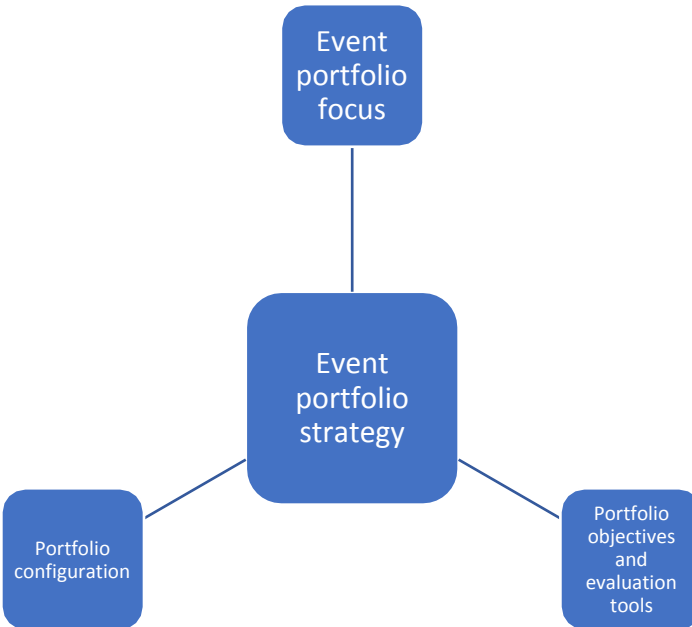 Event
portfolio
focus
Event
portfolio
strategy
Portfolio
configuration
Portfolio
objectives
and
evaluation
tools